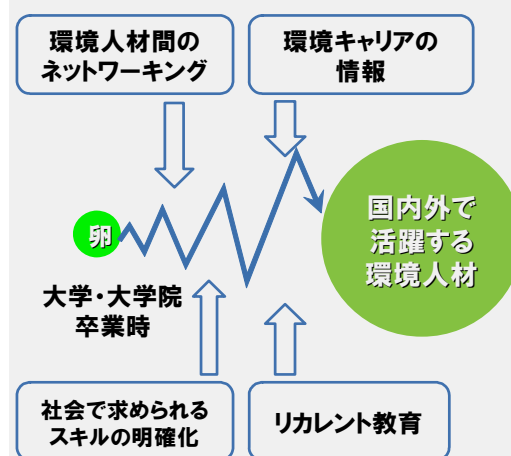 環境人材間の
ネットワーキング
環境キャリアの
情報
卵
国内外で
活躍する
環境人材
大学・大学院
卒業時
社会で求められる
スキルの明確化
リカレント教育